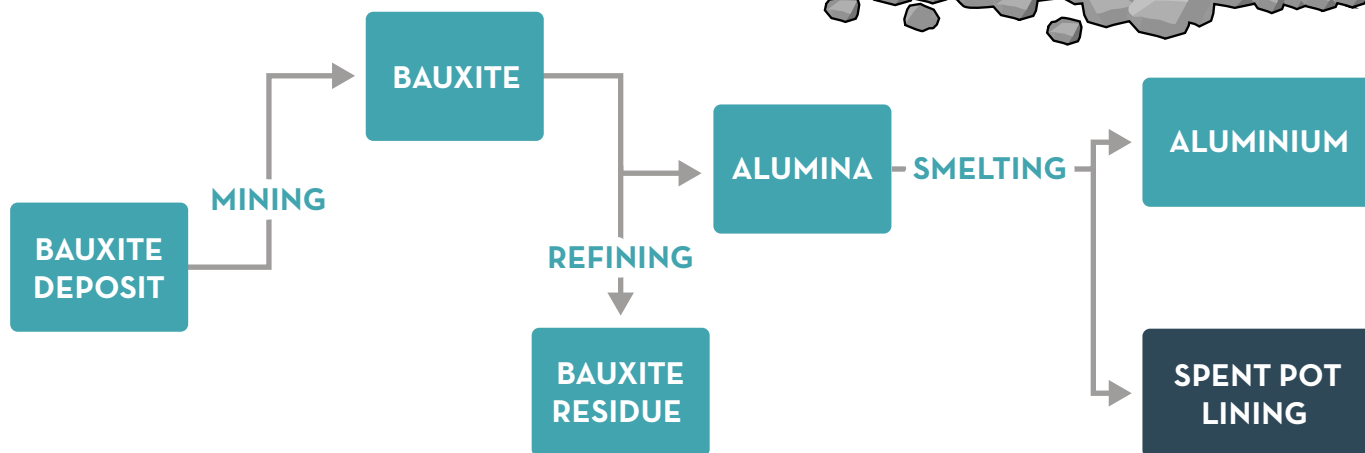 BAUXITE
DEPOSIT
MINING
BAUXITE
REFINING
BAUXITE
RESIDUE
ALUMINA
SMELTING
ALUMINIUM
SPENT POT
LINING